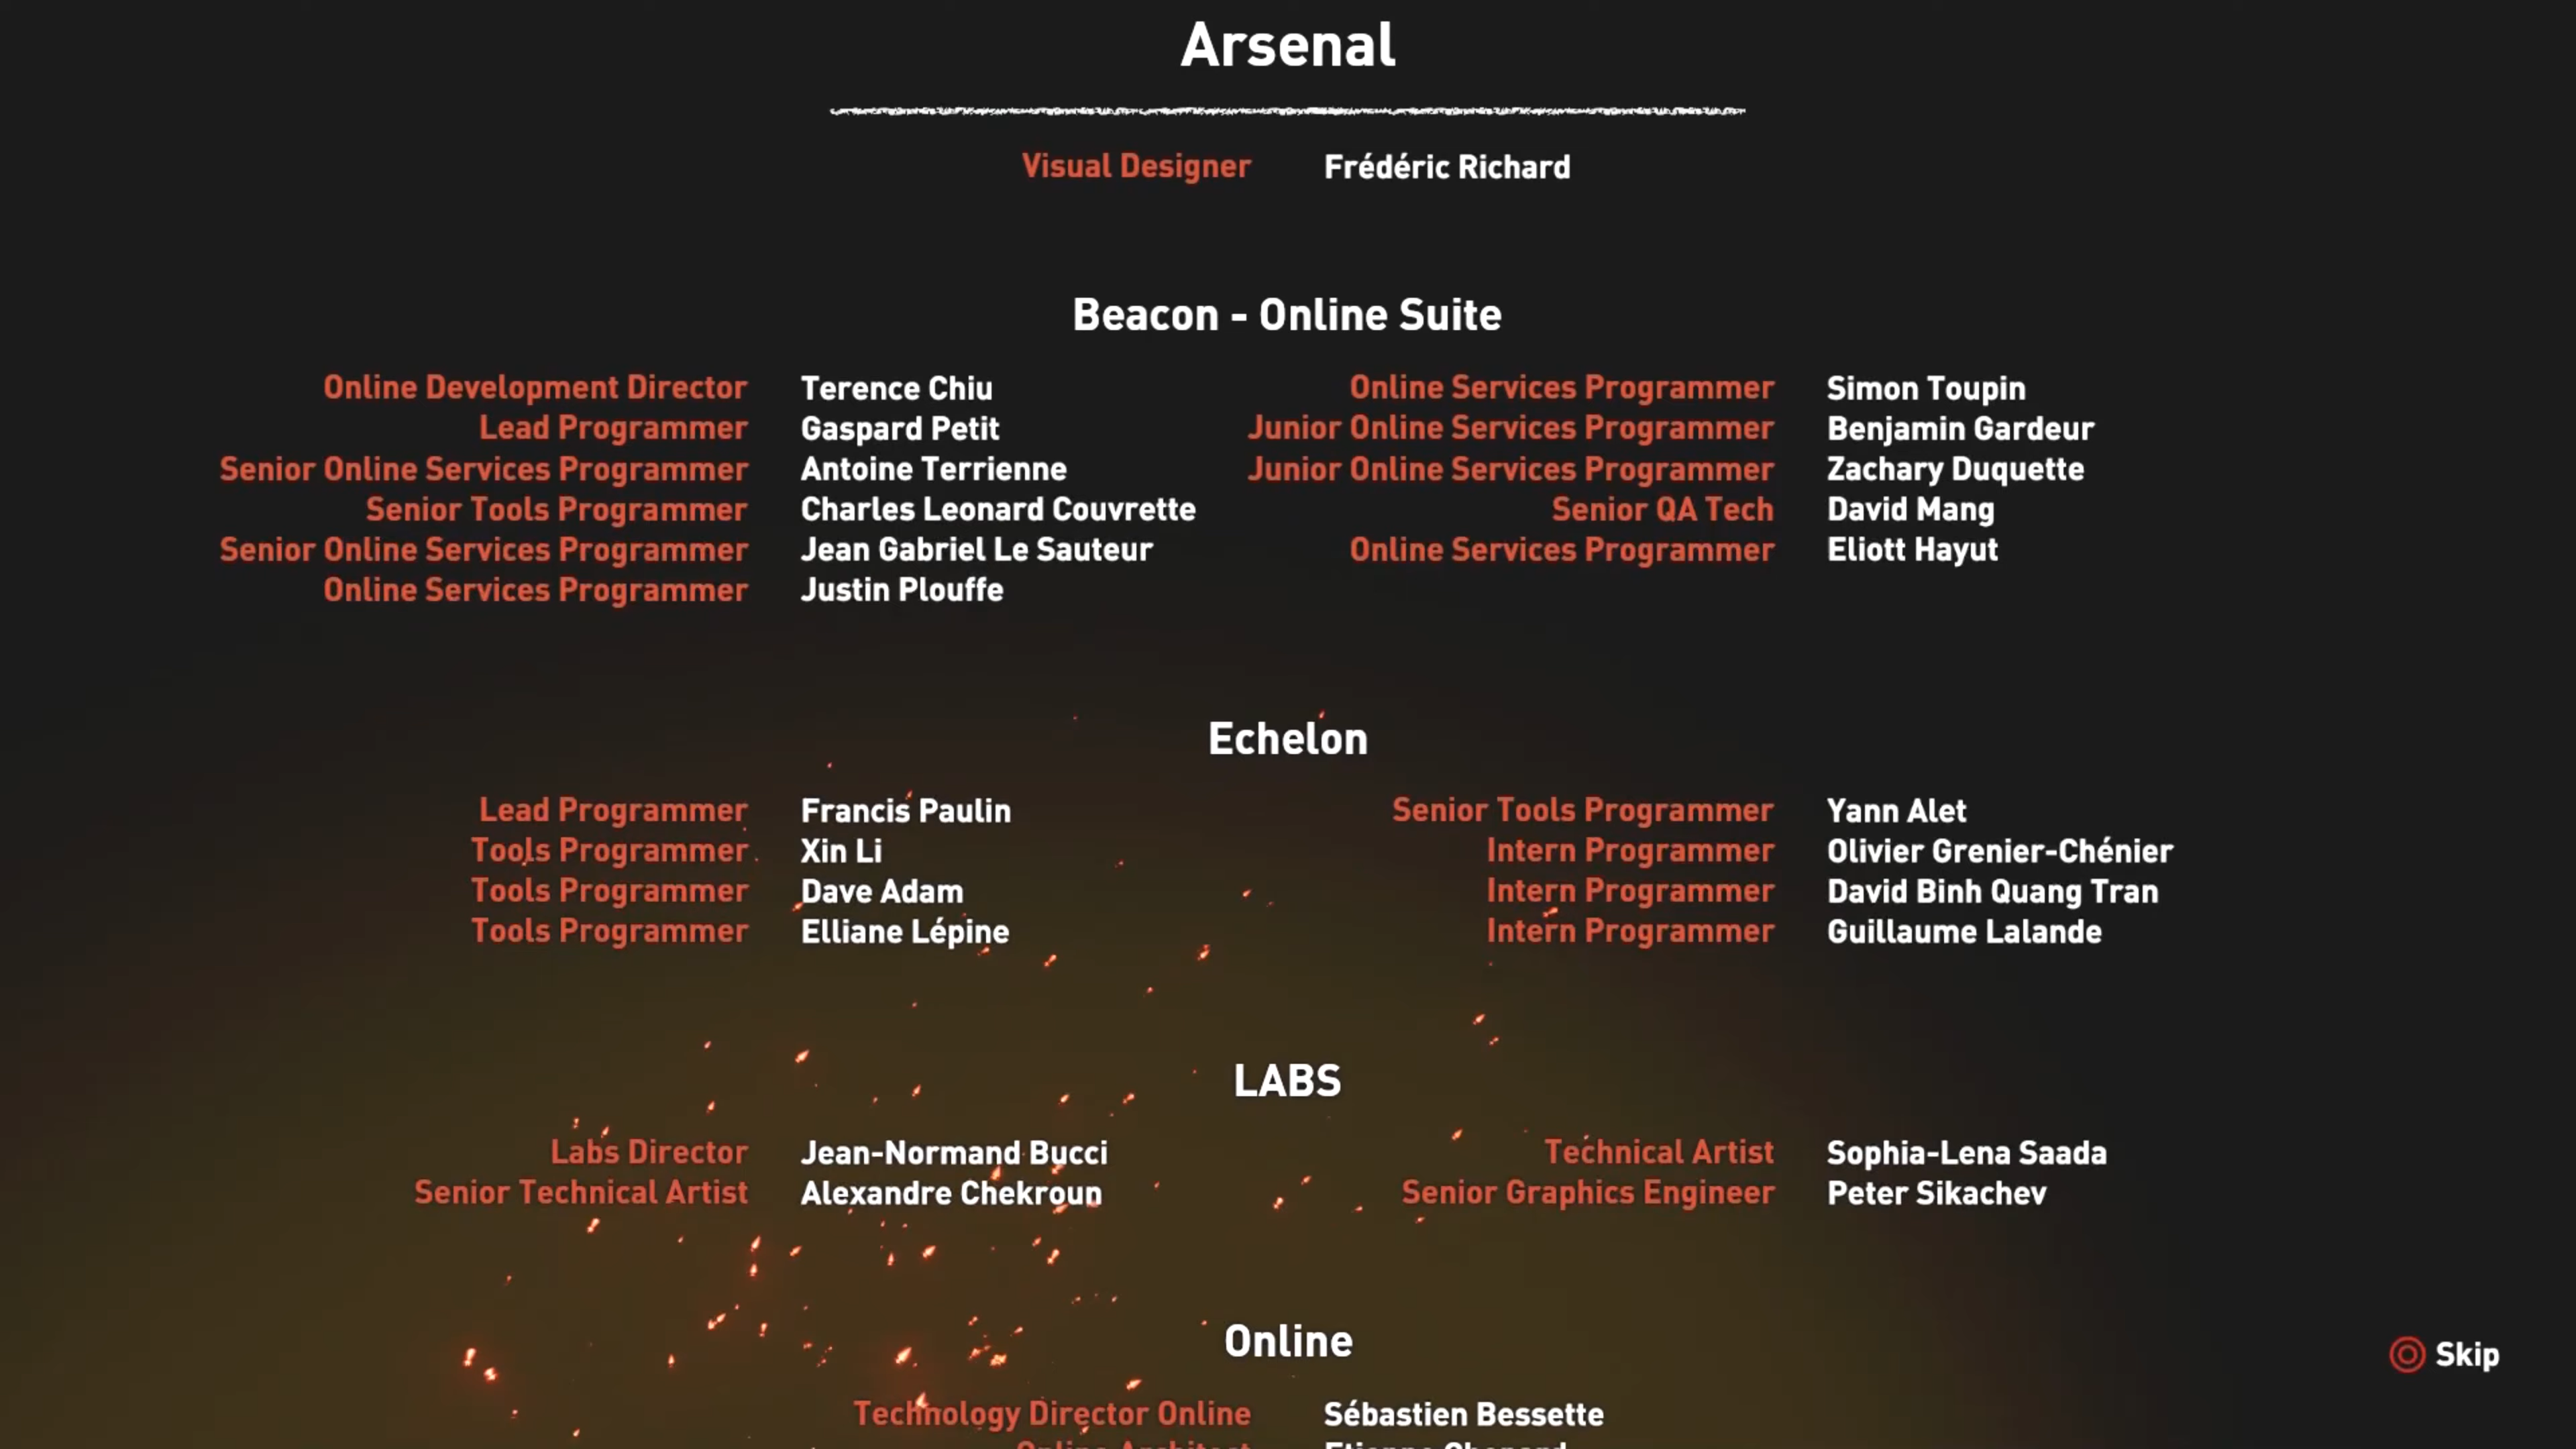 Arsenal
Visual Designer Frédéric Richard
Beacon - Online Suite
Online Development Director Terence Chiu
Lead Programmer Gaspard Petit
Senior Online Services Programmer Antoine Terrienne
Senior Tools Programmer Charles Leonard Couvrette
Senior Online Services Programmer Jean Gabriel Le Sauteur
Online Services Programmer Justin Plouffe
Online Services Programmer Simon Toupin
Junior Online Services Programmer Benjamin Gardeur
Junior Online Services Programmer Zachary Duquette
Senior QA Tech David Mang
Online Services Programmer Eliott Hayut
Echelon
Lead Programmer Francis Paulin
Tools Programmer Xin Li
Tools Programmer Dave Adam
Tools Programmer Elliane Lépine
Senior Tools Programmer Yann Alet
Intern Programmer Olivier Grenier-Chénier
Intern Programmer David Binh Quang Tran
Intern Programmer Guillaume Lalande
LABS
Labs Director Jean-Normand Bucci
Senior Technical Artist Alexandre Chekroun
Technical Artist Sophia-Lena Saada
Senior Graphics Engineer Peter Sikachev
Online
Technology Director Online Sébastien Bessette
Skip